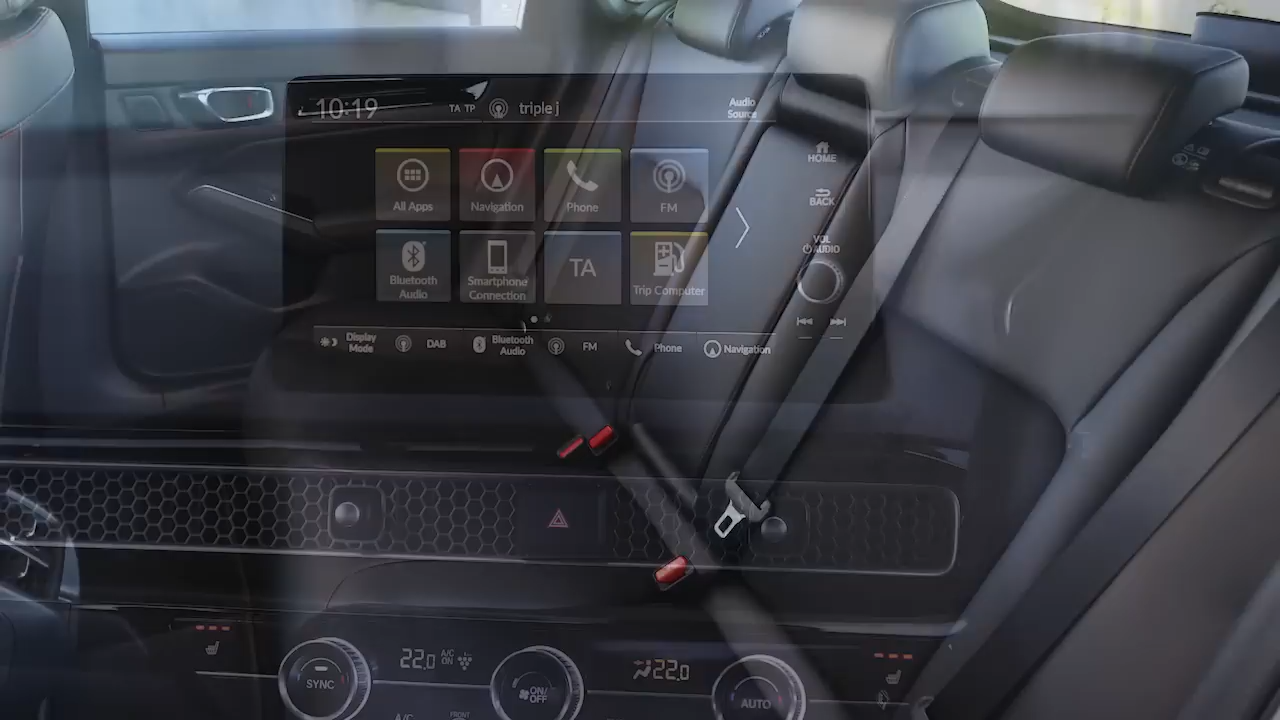 10:19
TA TP
triple j
Audio
Source
All Apps
Navigation
Phone
FM
HOME
BACK
VOL
AUDIO
Bluetooth
Audio
Smartphone
Connection
TA
Trip Computer
Display
Mode
DAB
Bluetooth
Audio
FM
Phone
Navigation
22.0
A/C
ON
22.0
SYNC
ON/
OFF
AUTO
A/C
FRONT